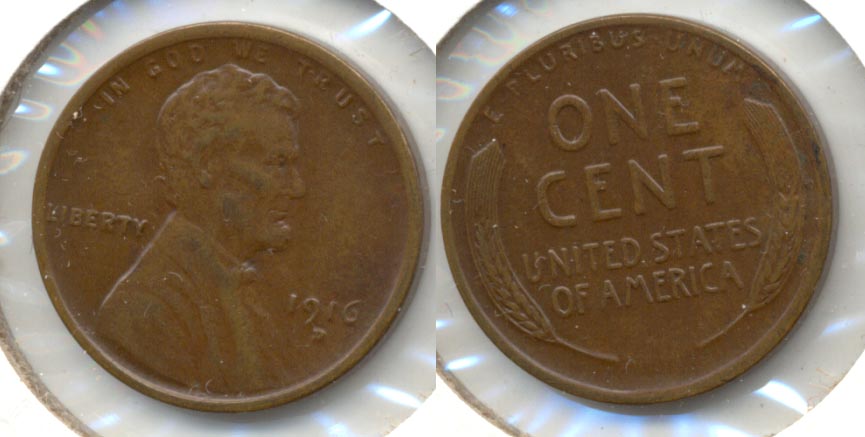 IN GOD WE TRUST
LIBERTY
1916
D
E PLURIBUS UNUM
ONE
CENT
UNITED STATES
OF AMERICA